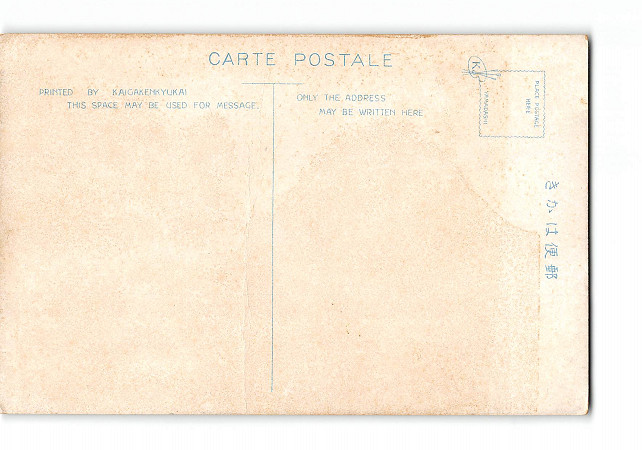 CARTE POSTALE
PRINTED BY KAIGAKENKYUKAI
THIS SPACE MAY BE USED FOR MESSAGE.
ONLY THE ADDRESS
MAY BE WRITTEN HERE.
K
YAMADASHI
PLACE POSTAGE
HERE
きかは便郵